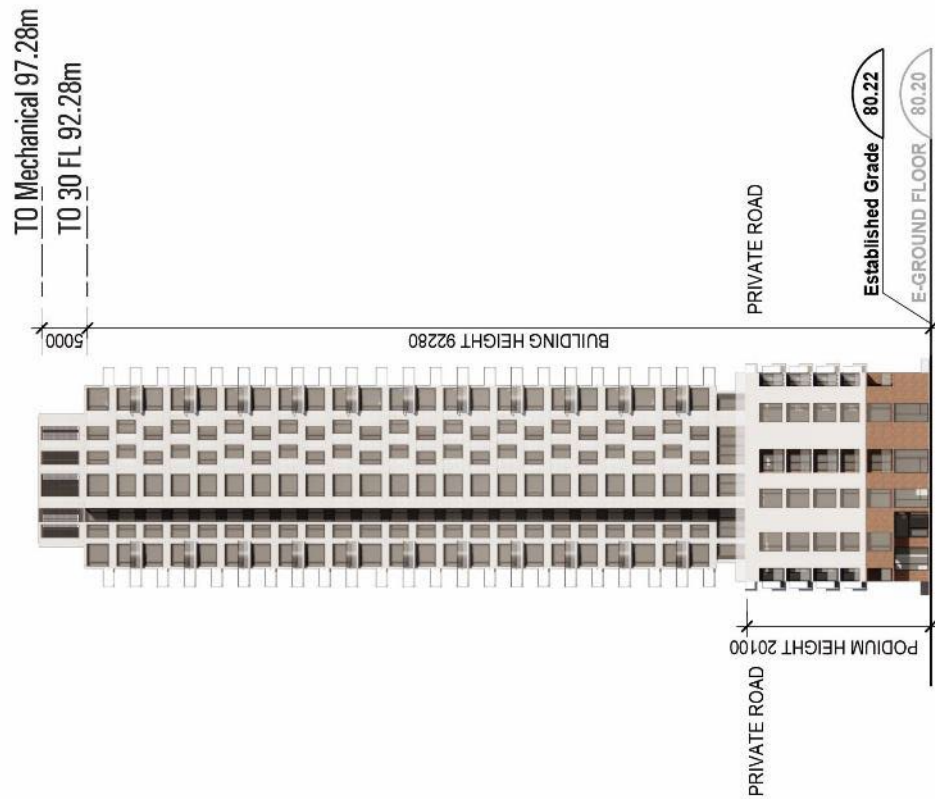 TO Mechanical 97.28m
TO 30 FL 92.28m
5000
BUILDING HEIGHT 92280
PRIVATE ROAD
Established Grade
80.22
E-GROUND FLOOR
80.20
PODIUM HEIGHT 20100
PRIVATE ROAD